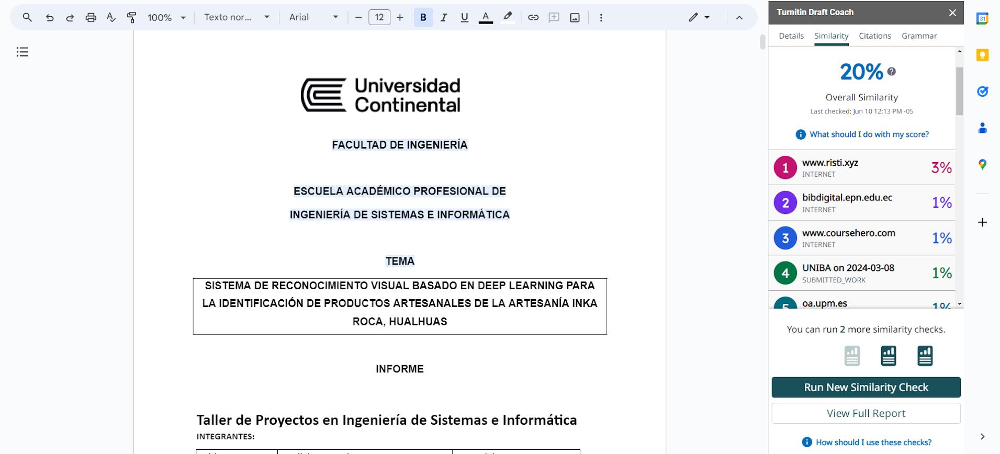 100%
Texto nor...
Arial
12
B I U A
Universidad
Continental
FACULTAD DE INGENIERÍA
ESCUELA ACADÉMICO PROFESIONAL DE
INGENIERÍA DE SISTEMAS E INFORMÁTICA
TEMA
SISTEMA DE RECONOCIMIENTO VISUAL BASADO EN DEEP LEARNING PARA
LA IDENTIFICACIÓN DE PRODUCTOS ARTESANALES DE LA ARTESANÍA INKA
ROCA, HUALHUAS
INFORME
Taller de Proyectos en Ingeniería de Sistemas e Informática
INTEGRANTES:
Turnitin Draft Coach
Details Similarity Citations Grammar
20%
Overall Similarity
Last checked: Jun 10 12:13 PM -05
What should I do with my score?
1 www.risti.xyz 3%
INTERNET
2 bibdigital.epn.edu.ec 1%
INTERNET
3 www.coursehero.com 1%
INTERNET
4 UNIBA on 2024-03-08 1%
SUBMITTED_WORK
5 oa.upm.es 1%
You can run 2 more similarity checks.
Run New Similarity Check
View Full Report
How should I use these checks?
31